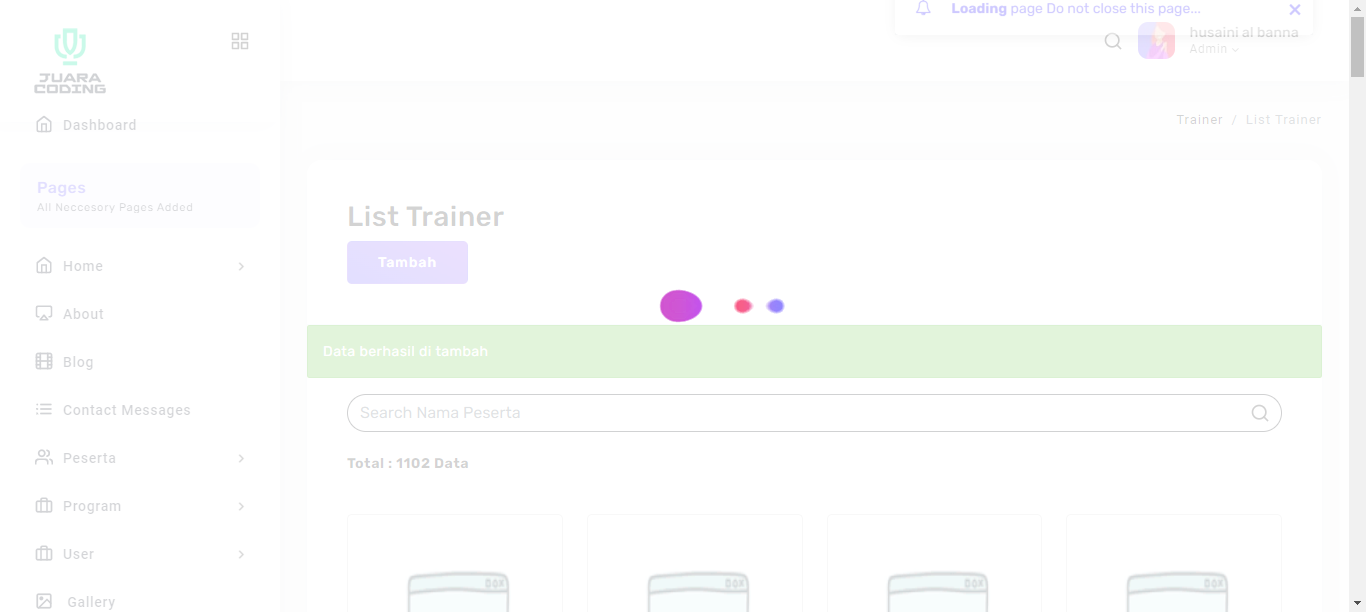 Loading page Do not close this page...
husaini al banna
Admin
JUARA
CODING
Dashboard
Trainer / List Trainer
Pages
All Neccesory Pages Added
List Trainer
Tambah
Home
About
Blog
Contact Messages
Peserta
Program
User
Gallery
Data berhasil di tambah
Search Nama Peserta
Total : 1102 Data